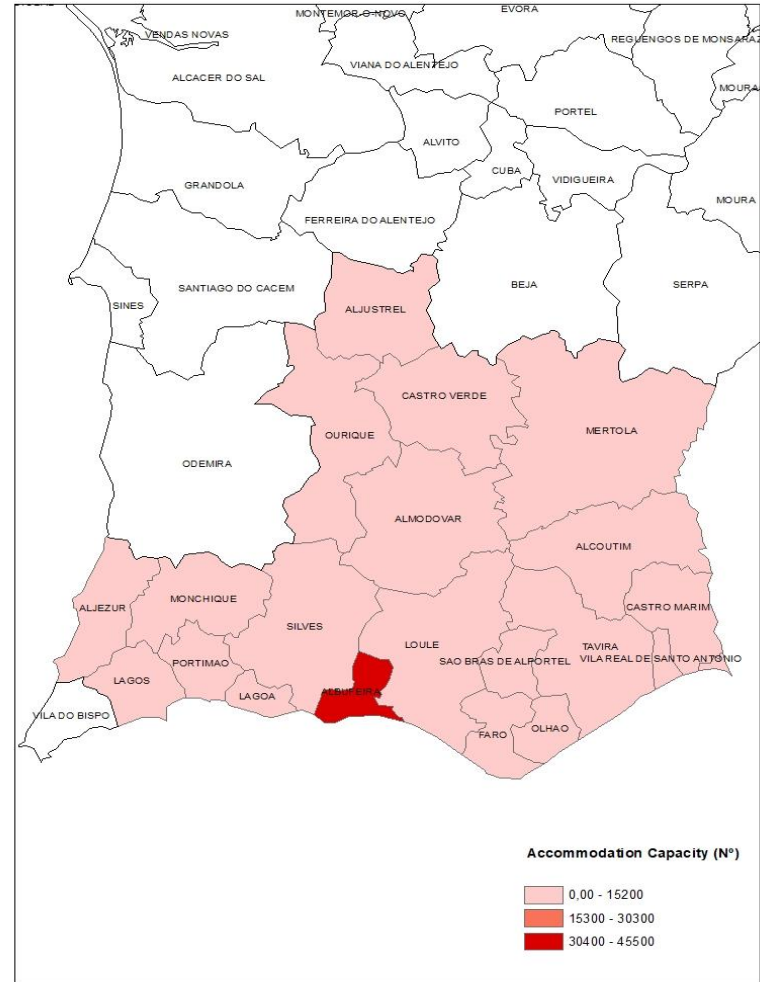 MONTEMOR-O-NOVO
EVORA
VENDAS NOVAS
REGUENGOS DE MONSARAZ
VIANA DO ALENTEJO
ALCACER DO SAL
MOURA
PORTEL
ALVITO
CUBA
VIDIGUEIRA
GRANDOLA
MOURA
FERREIRA DO ALENTEJO
SANTIAGO DO CACEM
BEJA
SERPA
SINES
ALJUSTREL
CASTRO VERDE
MERTOLA
OURIQUE
ODEMIRA
ALMODOVAR
ALCOUTIM
MONCHIQUE
ALJEZUR
CASTRO MARIM
SILVES
LOULE
TAVIRA
SAO BRAS DE ALPORTEL
VILA REAL DE SANTO ANTONIO
PORTIMAO
LAGOS
ALBUFEIRA
LAGOA
VILA DO BISPO
OLHAO
FARO
Accommodation Capacity (Nº)
0,00 - 15200
15300 - 30300
30400 - 45500